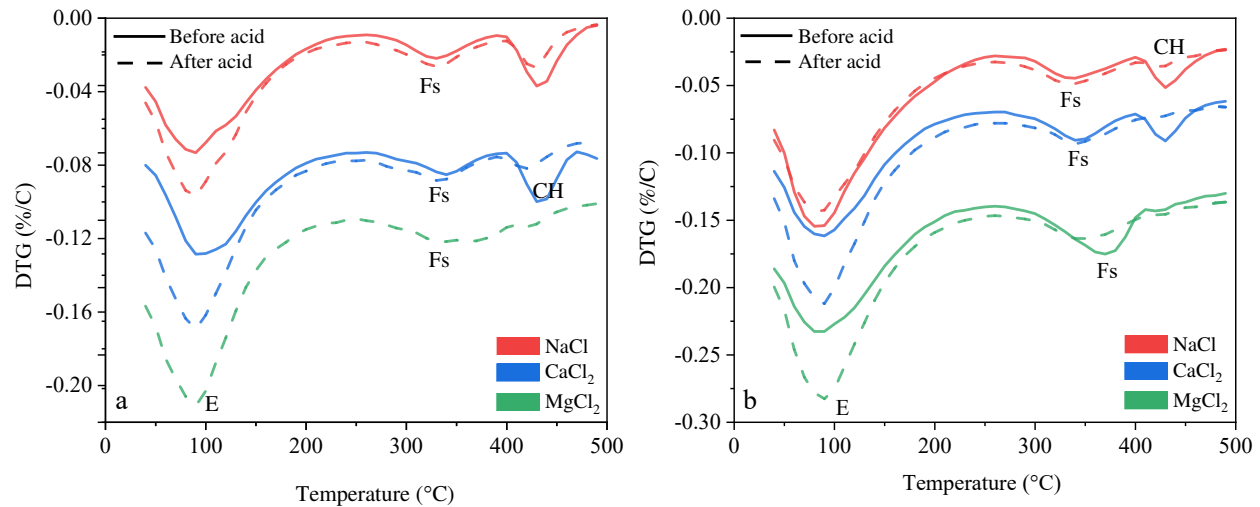 0.00
-0.04
-0.08
-0.12
-0.16
-0.20
DTG (%/C)
Before acid
After acid
Fs
Fs
CH
Fs
E
a
NaCl
CaCl₂
MgCl₂
0
100
200
300
400
500
Temperature (°C)
0.00
-0.05
-0.10
-0.15
-0.20
-0.25
-0.30
DTG (%/C)
Before acid
After acid
CH
Fs
Fs
Fs
E
b
NaCl
CaCl₂
MgCl₂
0
100
200
300
400
500
Temperature (°C)